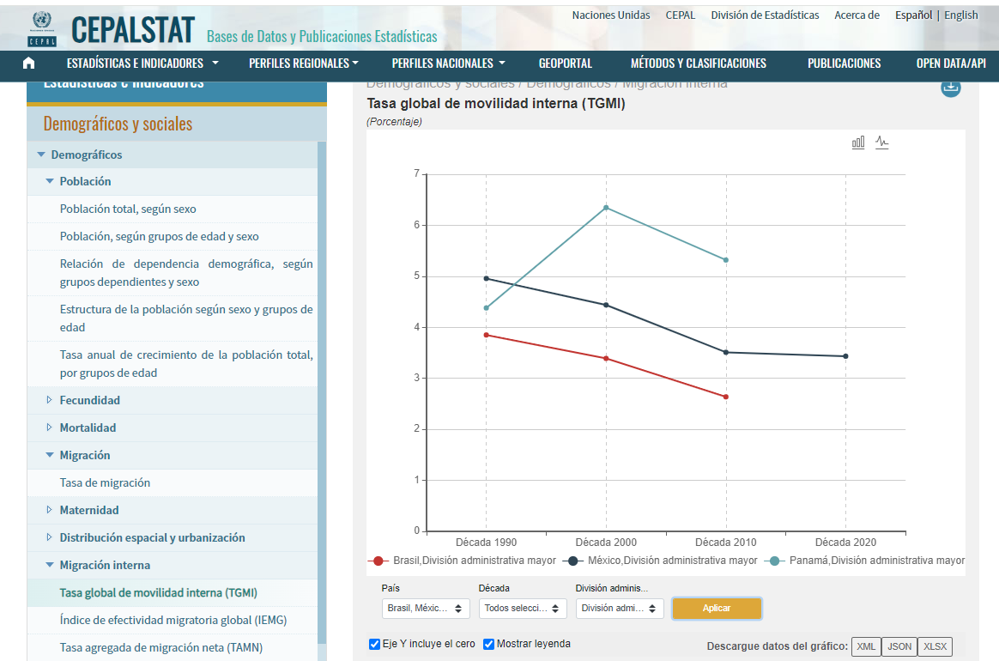 Naciones Unidas CEPAL División de Estadísticas Acerca de Español | English
CEPAL
CEPALSTAT Bases de Datos y Publicaciones Estadísticas
ESTADÍSTICAS E INDICADORES PERFILES REGIONALES PERFILES NACIONALES GEOPORTAL MÉTODOS Y CLASIFICACIONES PUBLICACIONES OPEN DATA/API
Estadísticas e Indicadores
Demográficos y sociales
Demográficos
Población
Población total, según sexo
Población, según grupos de edad y sexo
Relación de dependencia demográfica, según
grupos dependientes y sexo
Estructura de la población según sexo y grupos de
edad
Tasa anual de crecimiento de la población total,
por grupos de edad
Fecundidad
Mortalidad
Migración
Tasa de migración
Maternidad
Distribución espacial y urbanización
Migración interna
Tasa global de movilidad interna (TGMI)
Índice de efectividad migratoria global (IEMG)
Tasa agregada de migración neta (TAMN)
Demográficos y sociales / Demográficos / Migración interna
Tasa global de movilidad interna (TGMI)
(Porcentaje)
7
6
5
4
3
2
1
0
Década 1990 Década 2000 Década 2010 Década 2020
Brasil,División administrativa mayor México,División administrativa mayor Panamá,División administrativa mayor
País Década División adminis...
Brasil, Méxic... Todos selecci... División admi... Aplicar
Eje Y incluye el cero Mostrar leyenda
Descargue datos del gráfico: XML JSON XLSX